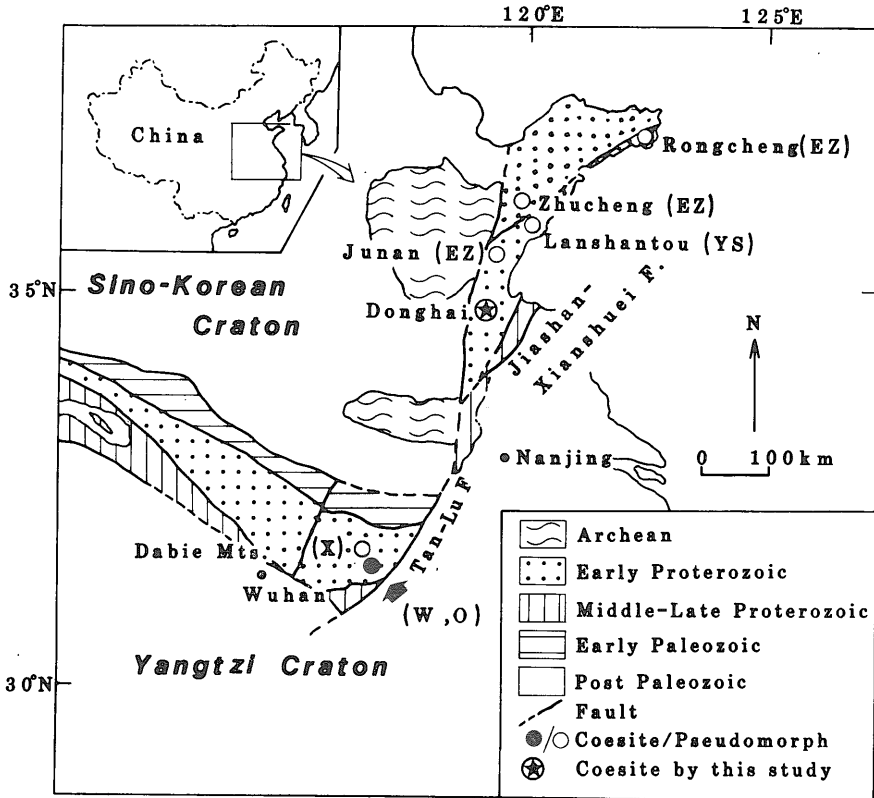 120°E 125°E
China
Rongcheng(EZ)
Zhucheng (EZ)
Lanshantou (YS)
Junan (EZ)
35°
Sino-Korean
Craton
Donghai
Jiashan-
Xianshuei F.
N
0 100km
Nanjing
Tan-Lu F
(X)
Dabie Mts.
Wuhan
(W,O)
Yangtzi Craton
30°N
Archean
Early Proterozoic
Middle-Late Proterozoic
Early Paleozoic
Post Paleozoic
Fault
Coesite/Pseudomorph
Coesite by this study